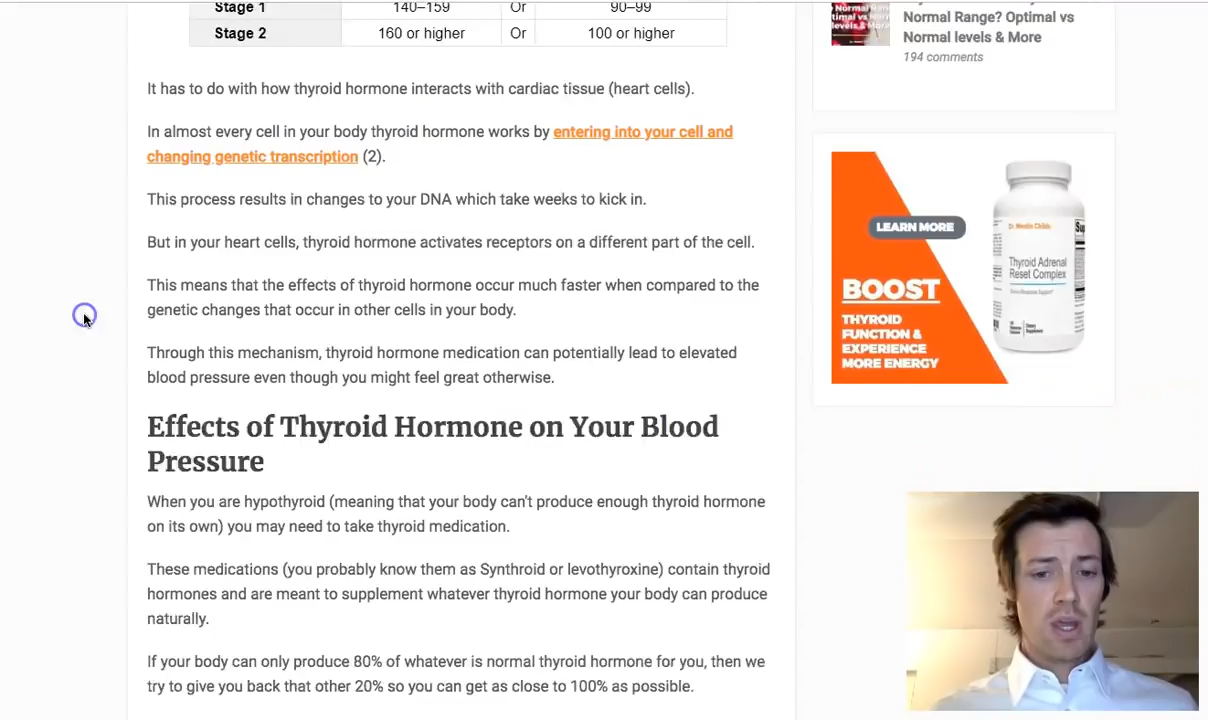 Stage 1 140–159 Or 90–99
Stage 2 160 or higher Or 100 or higher
It has to do with how thyroid hormone interacts with cardiac tissue (heart cells).
In almost every cell in your body thyroid hormone works by entering into your cell and
changing genetic transcription (2).
This process results in changes to your DNA which take weeks to kick in.
But in your heart cells, thyroid hormone activates receptors on a different part of the cell.
This means that the effects of thyroid hormone occur much faster when compared to the
genetic changes that occur in other cells in your body.
Through this mechanism, thyroid hormone medication can potentially lead to elevated
blood pressure even though you might feel great otherwise.
Effects of Thyroid Hormone on Your Blood
Pressure
When you are hypothyroid (meaning that your body can't produce enough thyroid hormone
on its own) you may need to take thyroid medication.
These medications (you probably know them as Synthroid or levothyroxine) contain thyroid
hormones and are meant to supplement whatever thyroid hormone your body can produce
naturally.
If your body can only produce 80% of whatever is normal thyroid hormone for you, then we
try to give you back that other 20% so you can get as close to 100% as possible.
Normal Range? Optimal vs
Normal levels & More
194 comments
LEARN MORE
BOOST
THYROID
FUNCTION &
EXPERIENCE
MORE ENERGY
Dr. Westin Childs
Thyroid Adrenal
Reset Complex